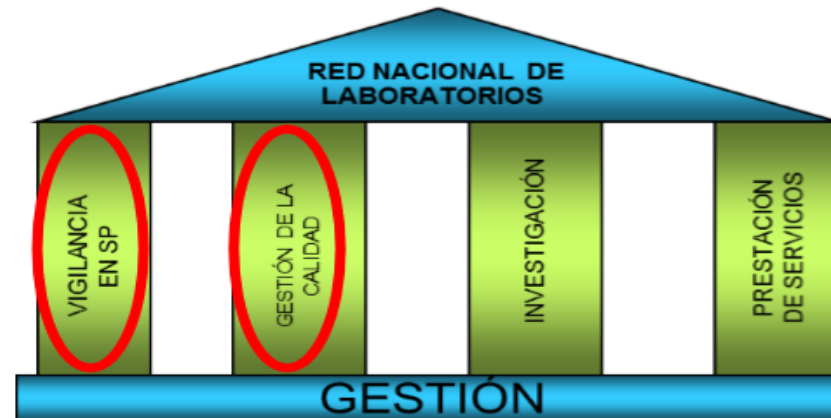 RED NACIONAL DE
LABORATORIOS
VIGILANCIA
EN SP
GESTIÓN DE LA
CALIDAD
INVESTIGACIÓN
PRESTACIÓN
DE SERVICIOS
GESTIÓN